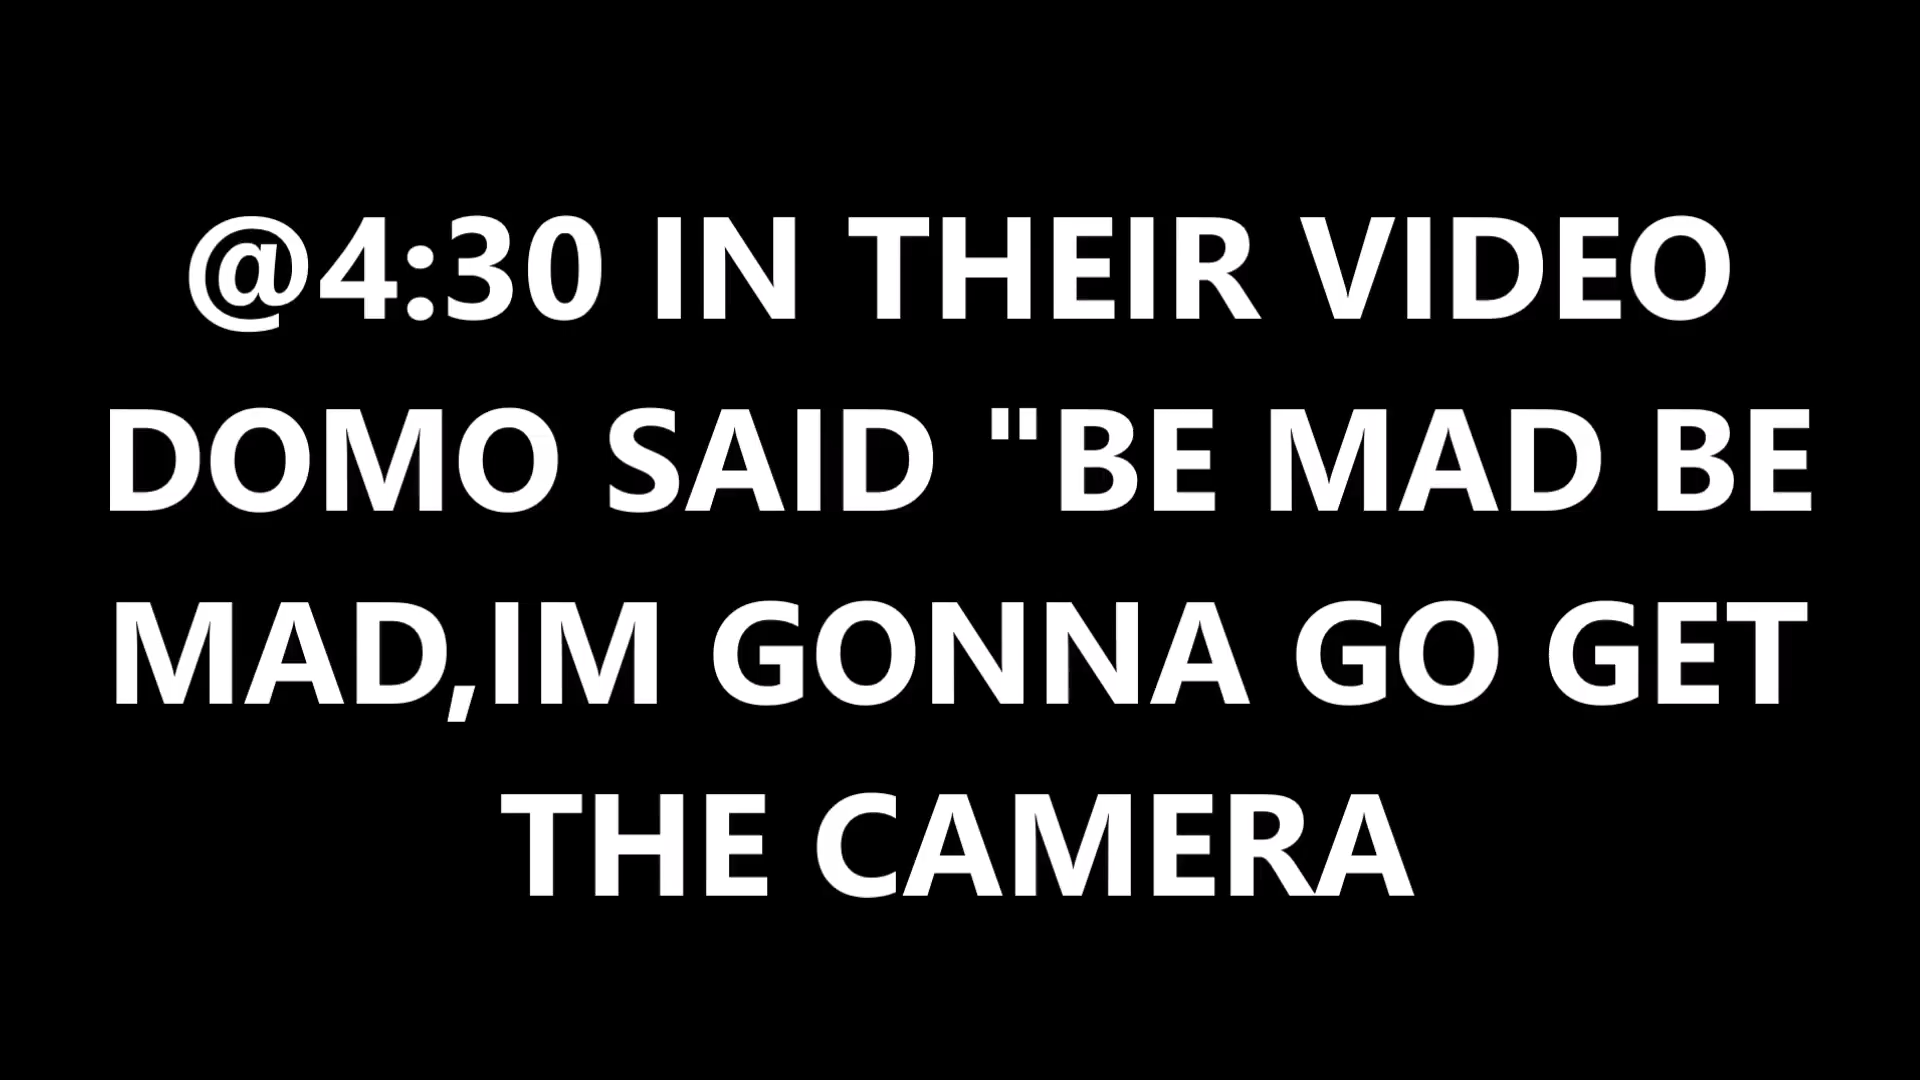 @4:30 IN THEIR VIDEO
DOMO SAID "BE MAD BE
MAD,IM GONNA GO GET
THE CAMERA